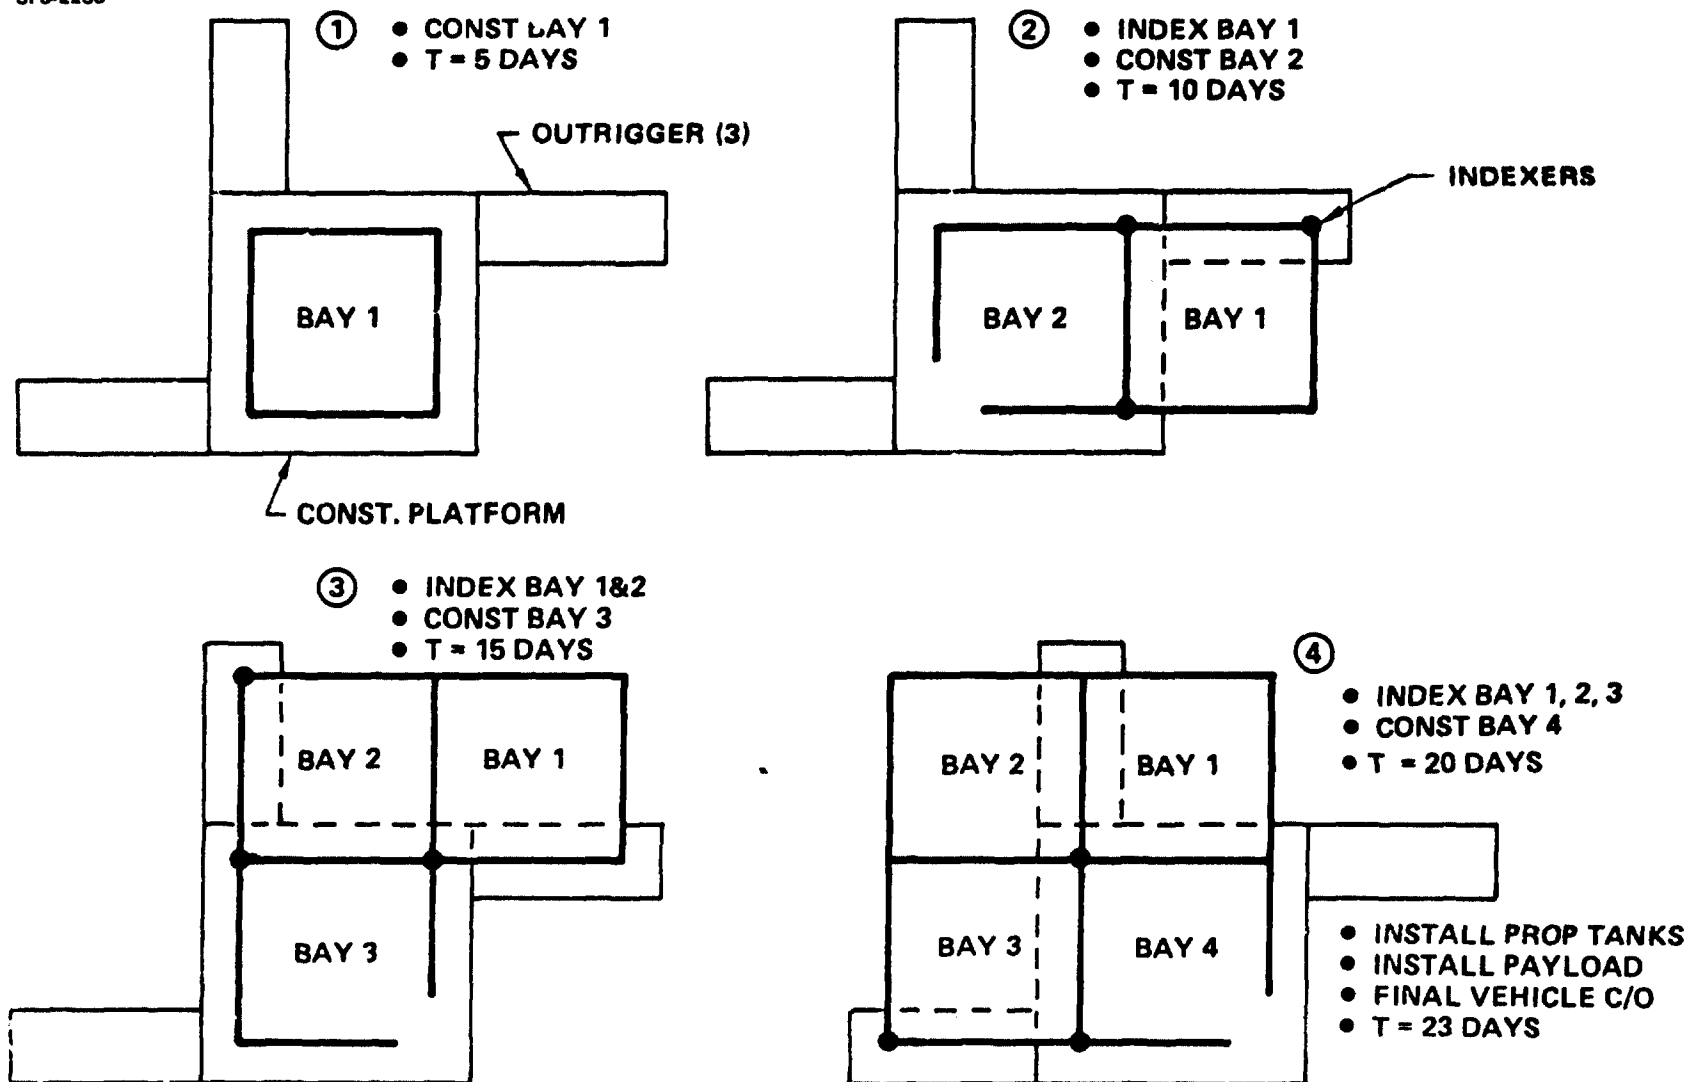 ① • CONST BAY 1
• T = 5 DAYS
OUTRIGGER (3)
BAY 1
CONST. PLATFORM
② • INDEX BAY 1
• CONST BAY 2
• T = 10 DAYS
INDEXERS
BAY 2 BAY 1
③ • INDEX BAY 1&2
• CONST BAY 3
• T = 15 DAYS
BAY 2 BAY 1
BAY 3
④
• INDEX BAY 1, 2, 3
• CONST BAY 4
• T = 20 DAYS
BAY 2 BAY 1
BAY 3 BAY 4
• INSTALL PROP TANKS
• INSTALL PAYLOAD
• FINAL VEHICLE C/O
• T = 23 DAYS